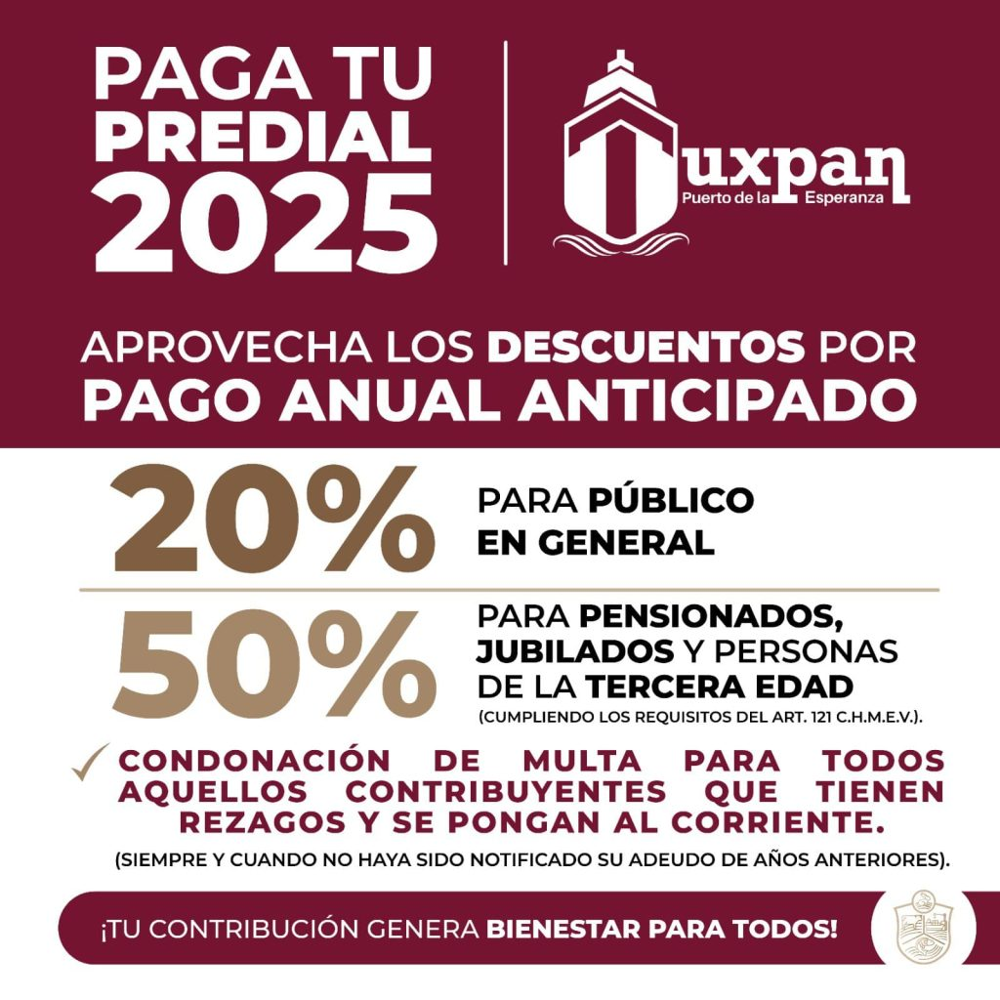 PAGA TU
PREDIAL
2025
Tuxpan
Puerto de la Esperanza
APROVECHA LOS DESCUENTOS POR
PAGO ANUAL ANTICIPADO
20%
PARA PÚBLICO
EN GENERAL
50%
PARA PENSIONADOS,
JUBILADOS Y PERSONAS
DE LA TERCERA EDAD
(CUMPLIENDO LOS REQUISITOS DEL ART. 121 C.H.M.E.V.).
CONDONACIÓN DE MULTA PARA TODOS
AQUELLOS CONTRIBUYENTES QUE TIENEN
REZAGOS Y SE PONGAN AL CORRIENTE.
(SIEMPRE Y CUANDO NO HAYA SIDO NOTIFICADO SU ADEUDO DE AÑOS ANTERIORES).
¡TU CONTRIBUCIÓN GENERA BIENESTAR PARA TODOS!